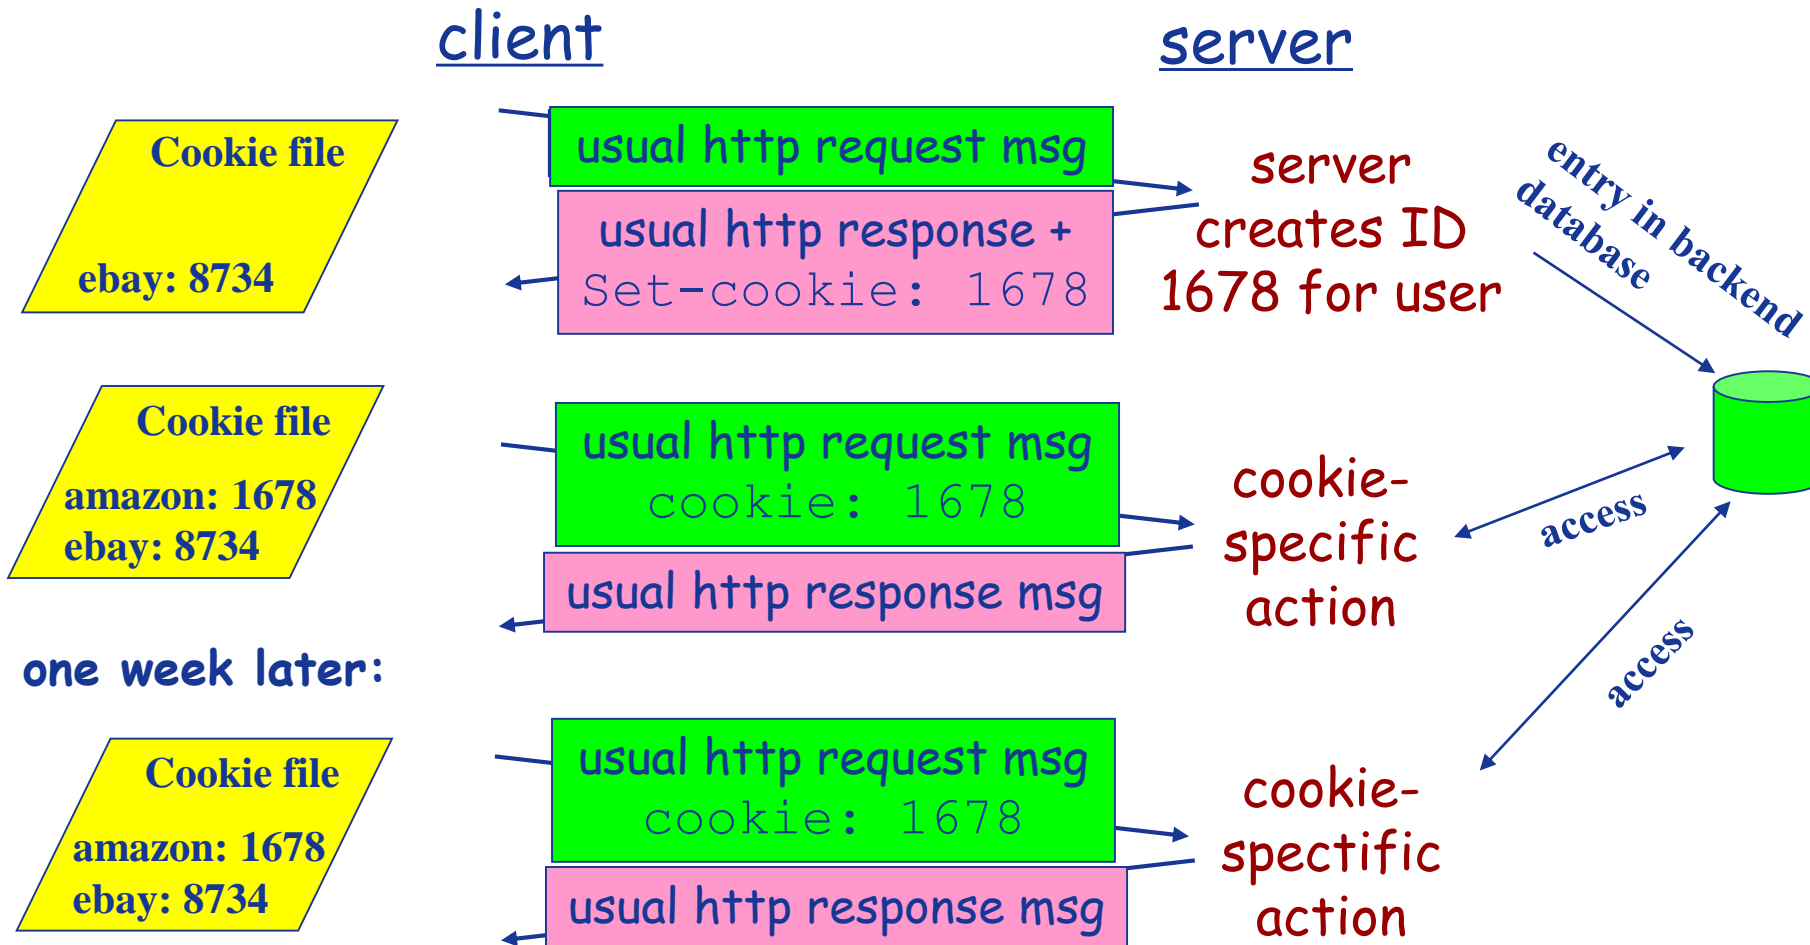 client
server
Cookie file
ebay: 8734
usual http request msg
usual http response +
Set-cookie: 1678
server
creates ID
1678 for user
entry in backend
database
Cookie file
amazon: 1678
ebay: 8734
usual http request msg
cookie: 1678
usual http response msg
cookie-
specific
action
access
access
one week later:
Cookie file
amazon: 1678
ebay: 8734
usual http request msg
cookie: 1678
usual http response msg
cookie-
spectific
action